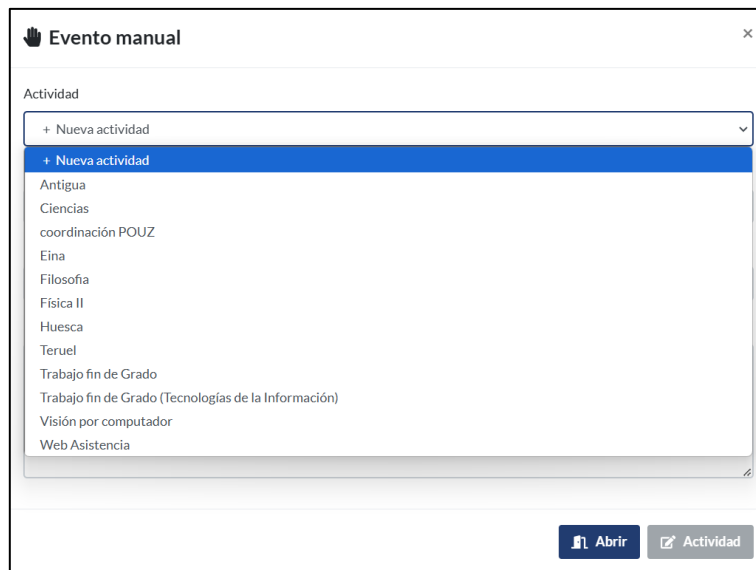 Evento manual
×
Actividad
+ Nueva actividad
+ Nueva actividad
Antigua
Ciencias
coordinación POUZ
Eina
Filosofia
Física II
Huesca
Teruel
Trabajo fin de Grado
Trabajo fin de Grado (Tecnologías de la Información)
Visión por computador
Web Asistencia
Abrir Actividad